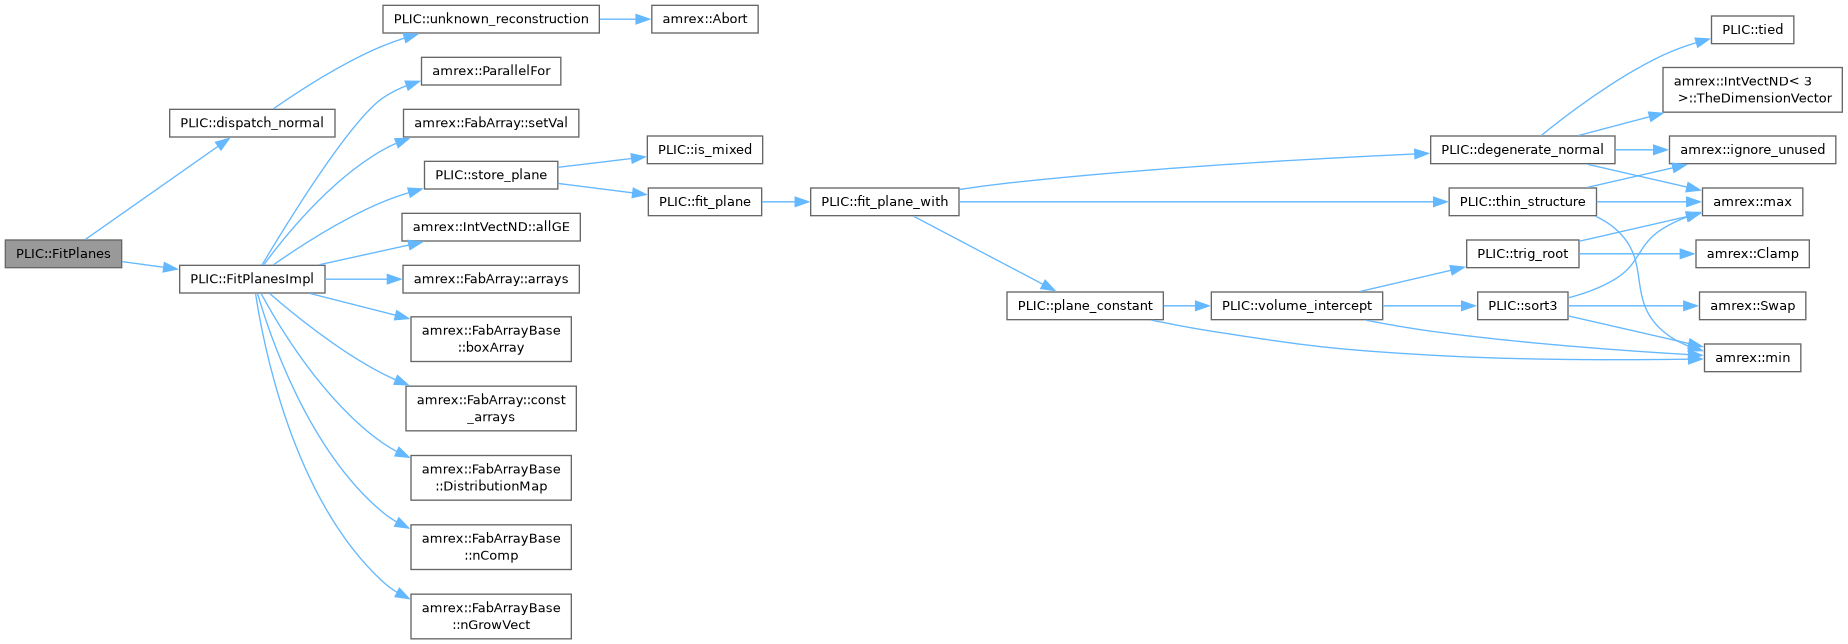 PLIC::FitPlanes
PLIC::dispatch_normal
PLIC::FitPlanesImpl
PLIC::unknown_reconstruction
amrex::ParallelFor
amrex::FabArray::setVal
PLIC::store_plane
amrex::IntVectND::allGE
amrex::FabArray::arrays
amrex::FabArrayBase
::boxArray
amrex::FabArray::const
_arrays
amrex::FabArrayBase
::DistributionMap
amrex::FabArrayBase
::nComp
amrex::FabArrayBase
::nGrowVect
amrex::Abort
PLIC::is_mixed
PLIC::fit_plane
PLIC::fit_plane_with
PLIC::plane_constant
PLIC::volume_intercept
PLIC::degenerate_normal
PLIC::thin_structure
PLIC::trig_root
PLIC::sort3
PLIC::tied
amrex::IntVectND< 3
>::TheDimensionVector
amrex::ignore_unused
amrex::max
amrex::Clamp
amrex::Swap
amrex::min